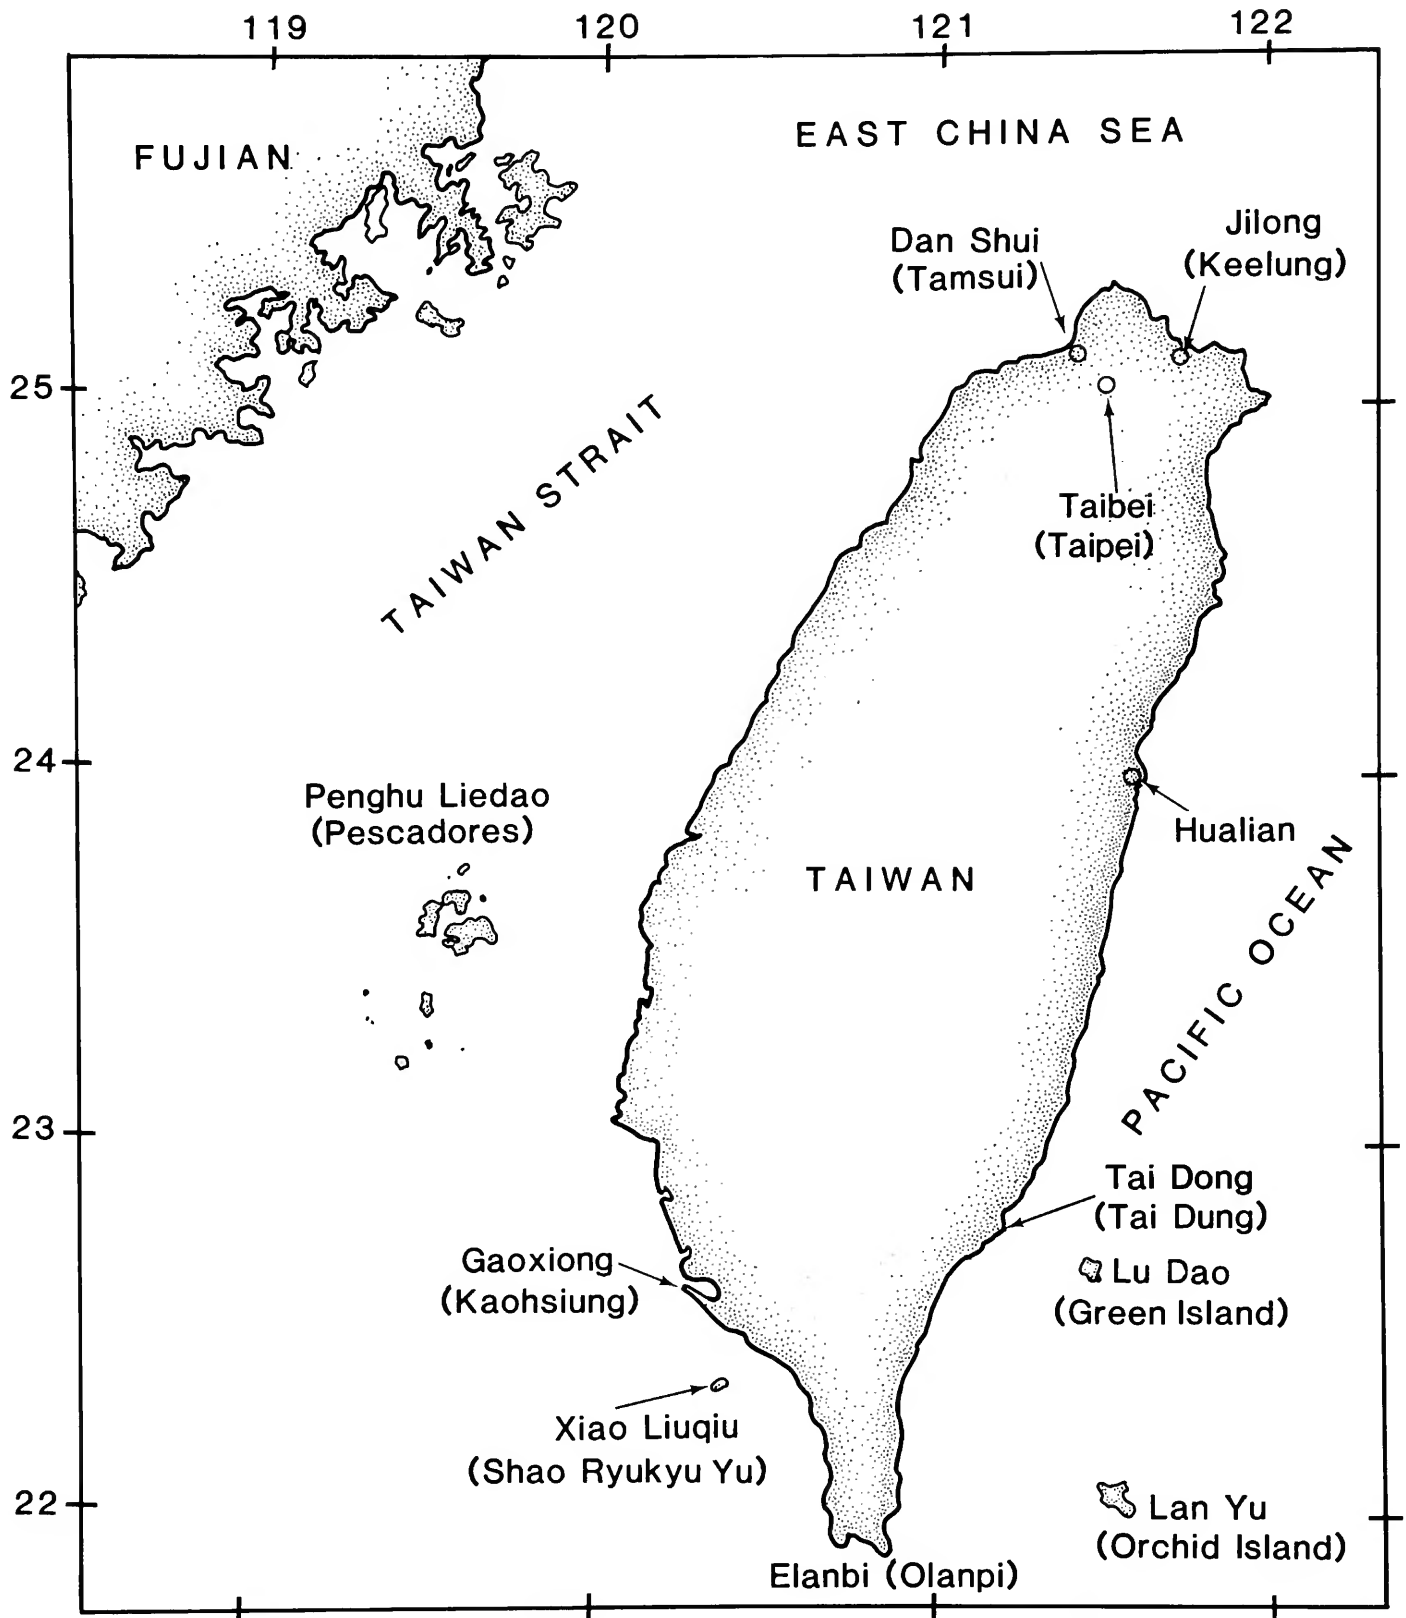 119 120 121 122
EAST CHINA SEA
FUJIAN
Jilong
(Keelung)
Dan Shui
(Tamsui)
25
TAIWAN STRAIT
Taibei
(Taipei)
24
Penghu Liedao
(Pescadores)
Hualian
TAIWAN
PACIFIC OCEAN
23
Tai Dong
(Tai Dung)
Gaoxiong
(Kaohsiung)
Lu Dao
(Green Island)
Xiao Liuqiu
(Shao Ryukyu Yu)
22
Lan Yu
(Orchid Island)
Elanbi (Olanpi)